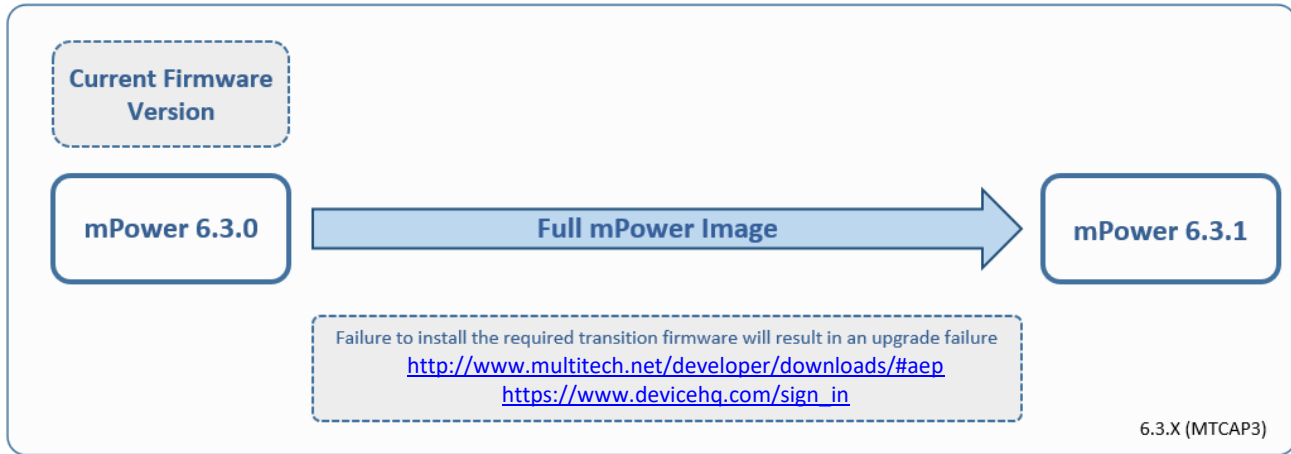 Current Firmware
Version
mPower 6.3.0
Full mPower Image
mPower 6.3.1
Failure to install the required transition firmware will result in an upgrade failure
http://www.multitech.net/developer/downloads/#aep
https://www.devicehq.com/sign_in
6.3.X (MTCAP3)